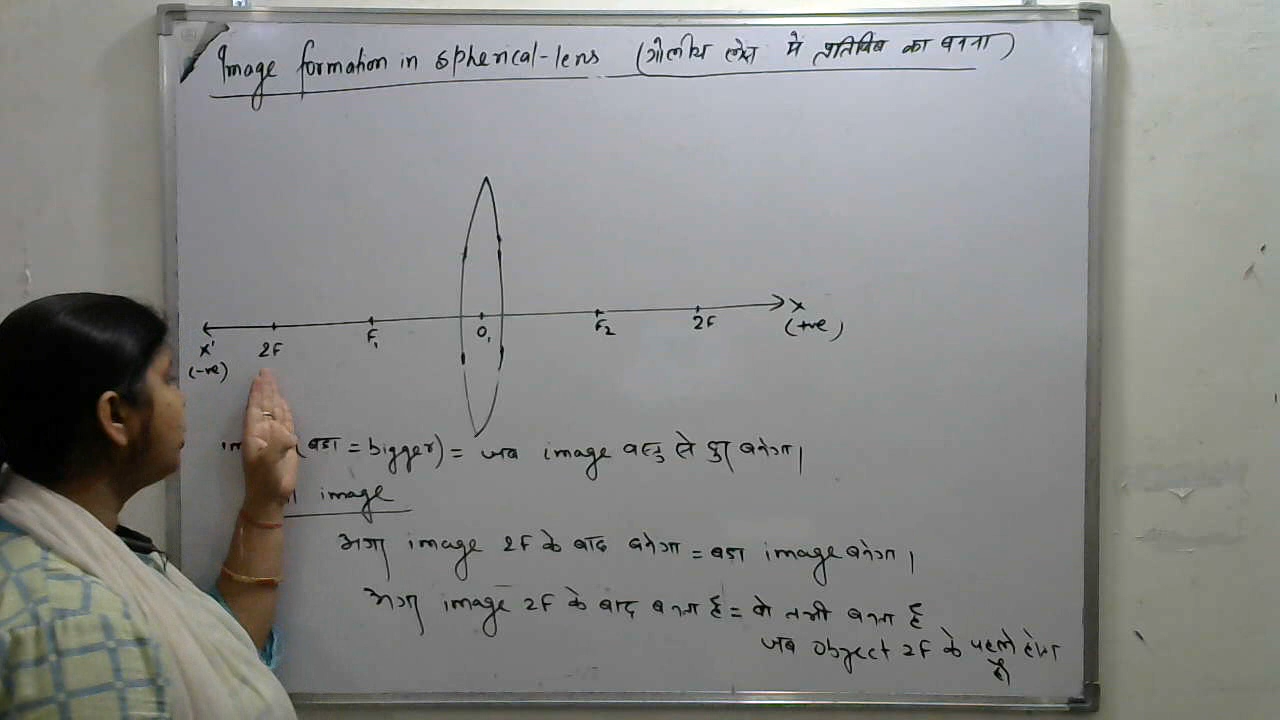 Image formation in spherical-lens (गोलीय लेंस में प्रतिबिंब का बनना)
X' 2F F₁ O₁ F₂ 2F X
(-ve) (+ve)
(बडा = bigger) = जब image वस्तु से दूर बनेगा।
image
अगर image 2F के बाद बनेगा = बडा image बनेगा।
अगर image 2F के बाद बनता है = वो तभी बनता है
जब object 2F के पहले होता
है